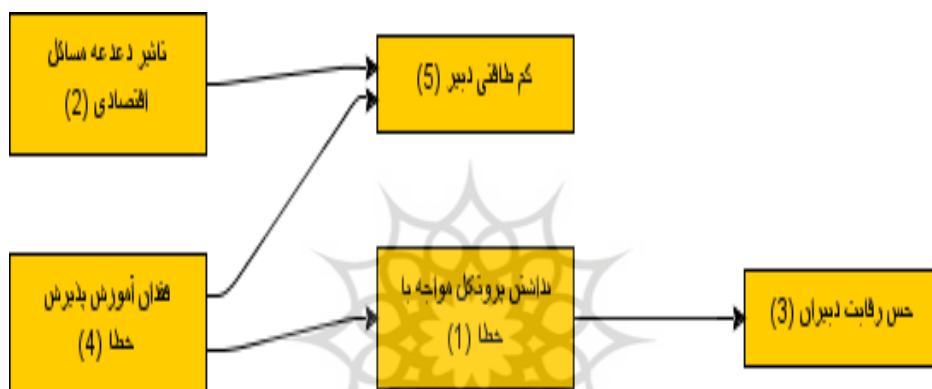 تاثیر دغدغه مسائل
اقتصادی (2)
کم طاقتی دبیر (5)
فقدان آموزش پذیرش
خطا (4)
نداشتن پروتکل مواجه با
خطا (1)
حس رقابت دبیران (3)